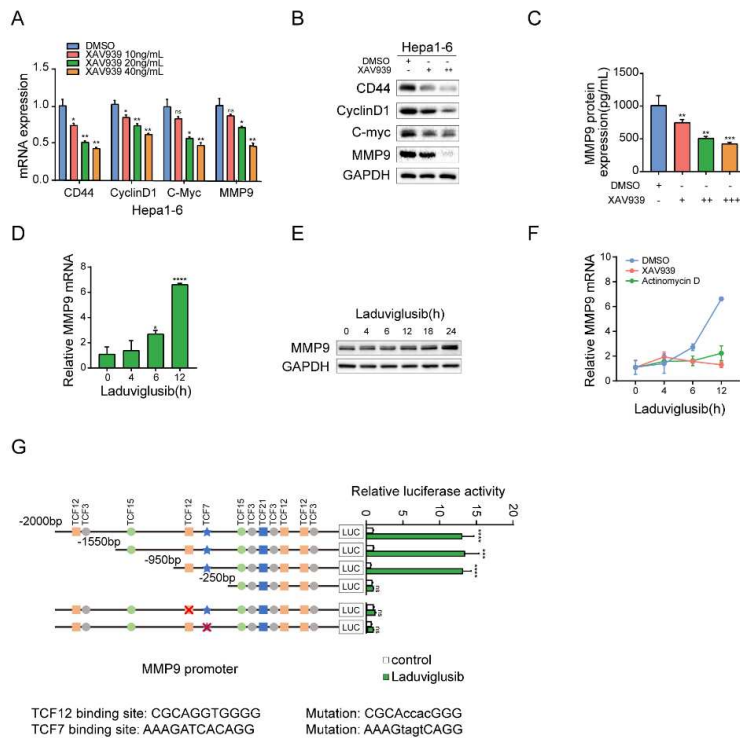 A
DMSO
XAV939 10ng/mL
XAV939 20ng/mL
XAV939 40ng/mL
mRNA expression
1.5
1.0
0.5
0.0
* ** **
* ** **
ns * **
ns * **
CD44 CyclinD1 C-Myc MMP9
Hepa1-6
B
Hepa1-6
DMSO + - -
XAV939 - + ++
CD44
CyclinD1
C-myc
MMP9
GAPDH
C
MMP9 protein
expression(pg/mL)
1500
1000
500
0
** ** ***
DMSO + - - -
XAV939 - + ++ +++
D
Relative MMP9 mRNA
8
6
4
2
0
* ****
0 4 6 12
Laduviglusib(h)
E
Laduviglusib(h)
0 4 6 12 18 24
MMP9
GAPDH
F
DMSO
XAV939
Actinomycin D
Relative MMP9 mRNA
10
8
6
4
2
0
0 4 6 12
Laduviglusib(h)
G
Relative luciferase activity
0 5 10 15 20
TCF12 TCF3 TCF15 TCF12 TCF7 TCF15 TCF3 TCF21 TCF3 TCF12 TCF12 TCF3
-2000bp LUC ****
-1550bp LUC ***
-950bp LUC ****
-250bp LUC ns
LUC ns
LUC ns
control
Laduviglusib
MMP9 promoter
TCF12 binding site: CGCAGGTGGGG Mutation: CGCAccacGGG
TCF7 binding site: AAAGATCACAGG Mutation: AAAGtagtCAGG